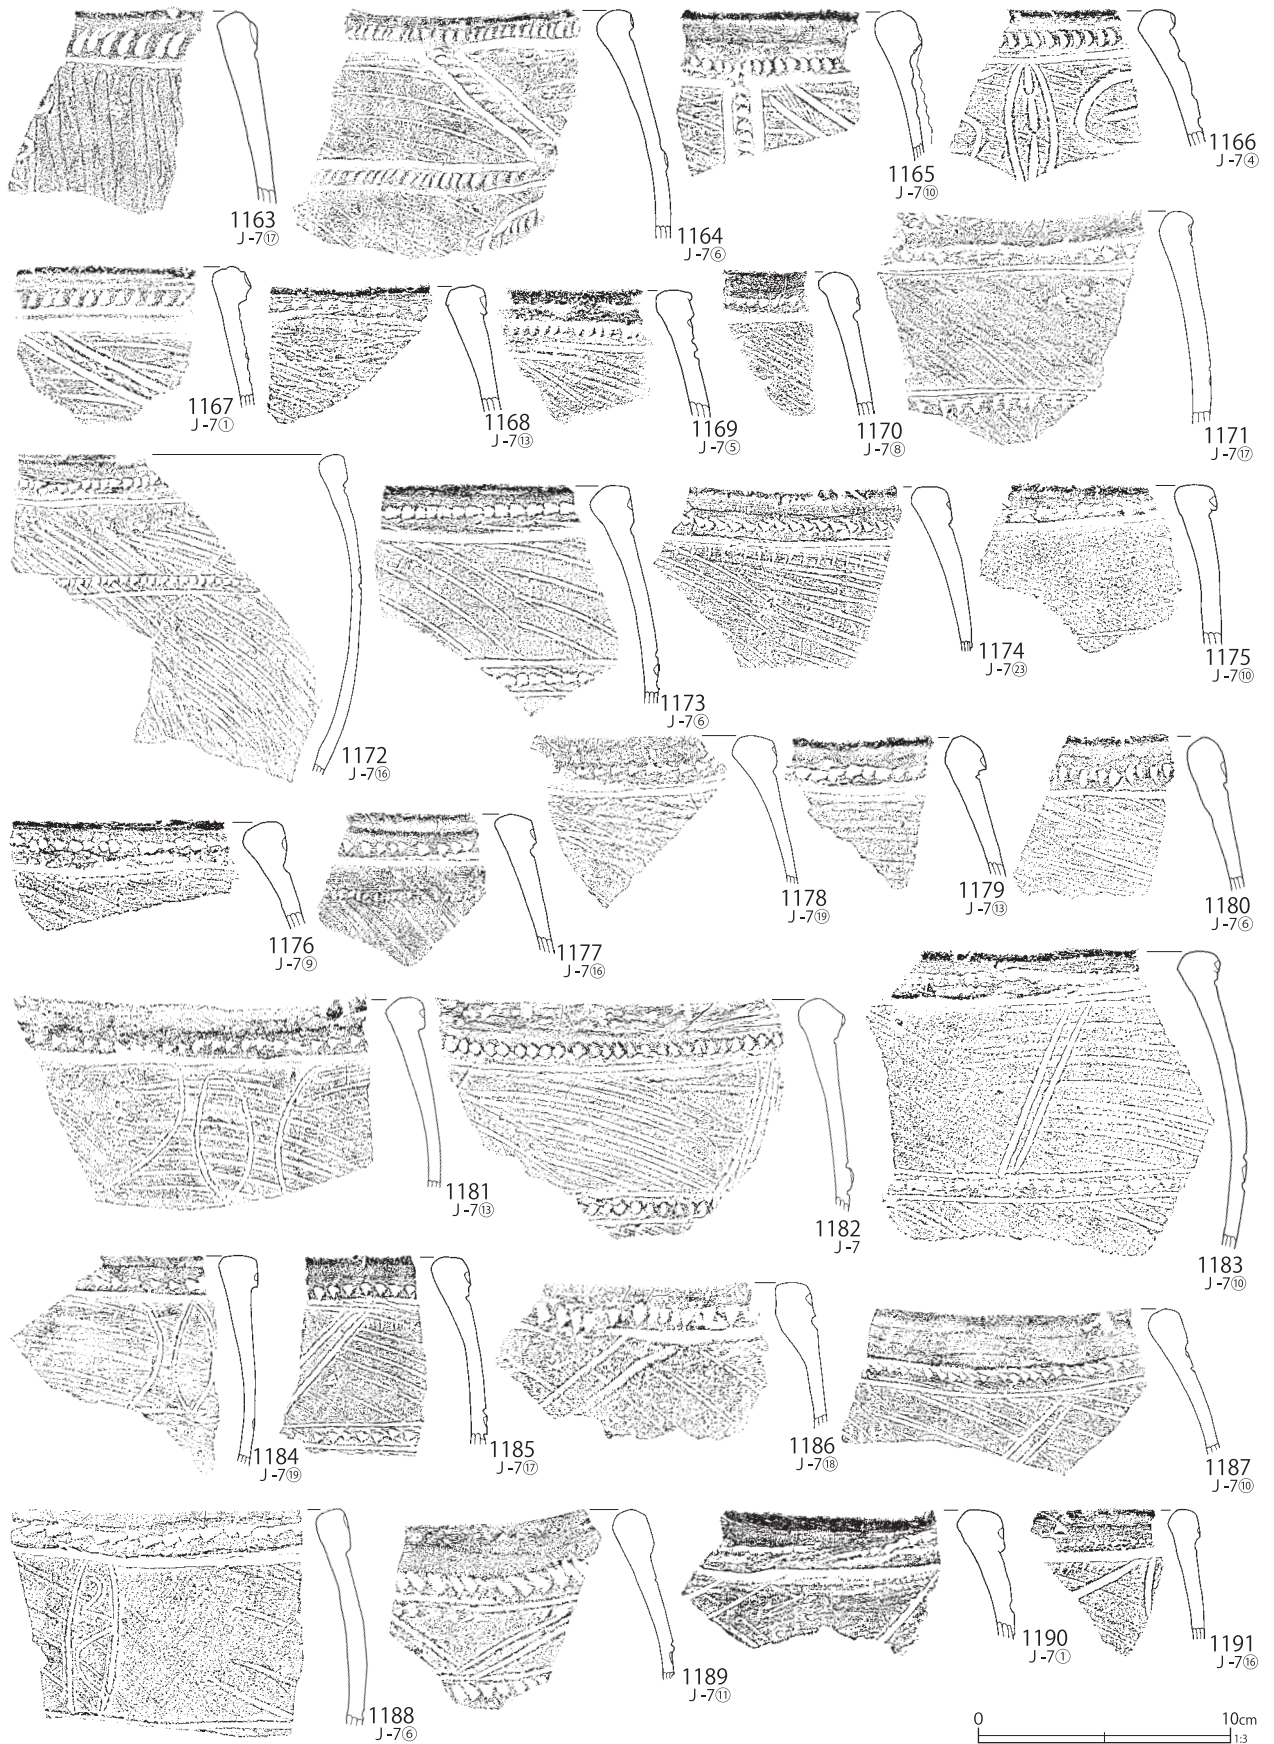 1163
J-7⑰
1164
J-7⑥
1165
J-7⑩
1166
J-7④
1167
J-7①
1168
J-7⑬
1169
J-7⑤
1170
J-7⑧
1171
J-7⑰
1172
J-7⑯
1173
J-7⑥
1174
J-7㉓
1175
J-7⑩
1176
J-7⑨
1177
J-7⑯
1178
J-7⑲
1179
J-7⑬
1180
J-7⑥
1181
J-7⑬
1182
J-7
1183
J-7⑩
1184
J-7⑲
1185
J-7⑰
1186
J-7⑱
1187
J-7⑩
1188
J-7⑥
1189
J-7⑪
1190
J-7①
1191
J-7⑯
0 10cm
1:3